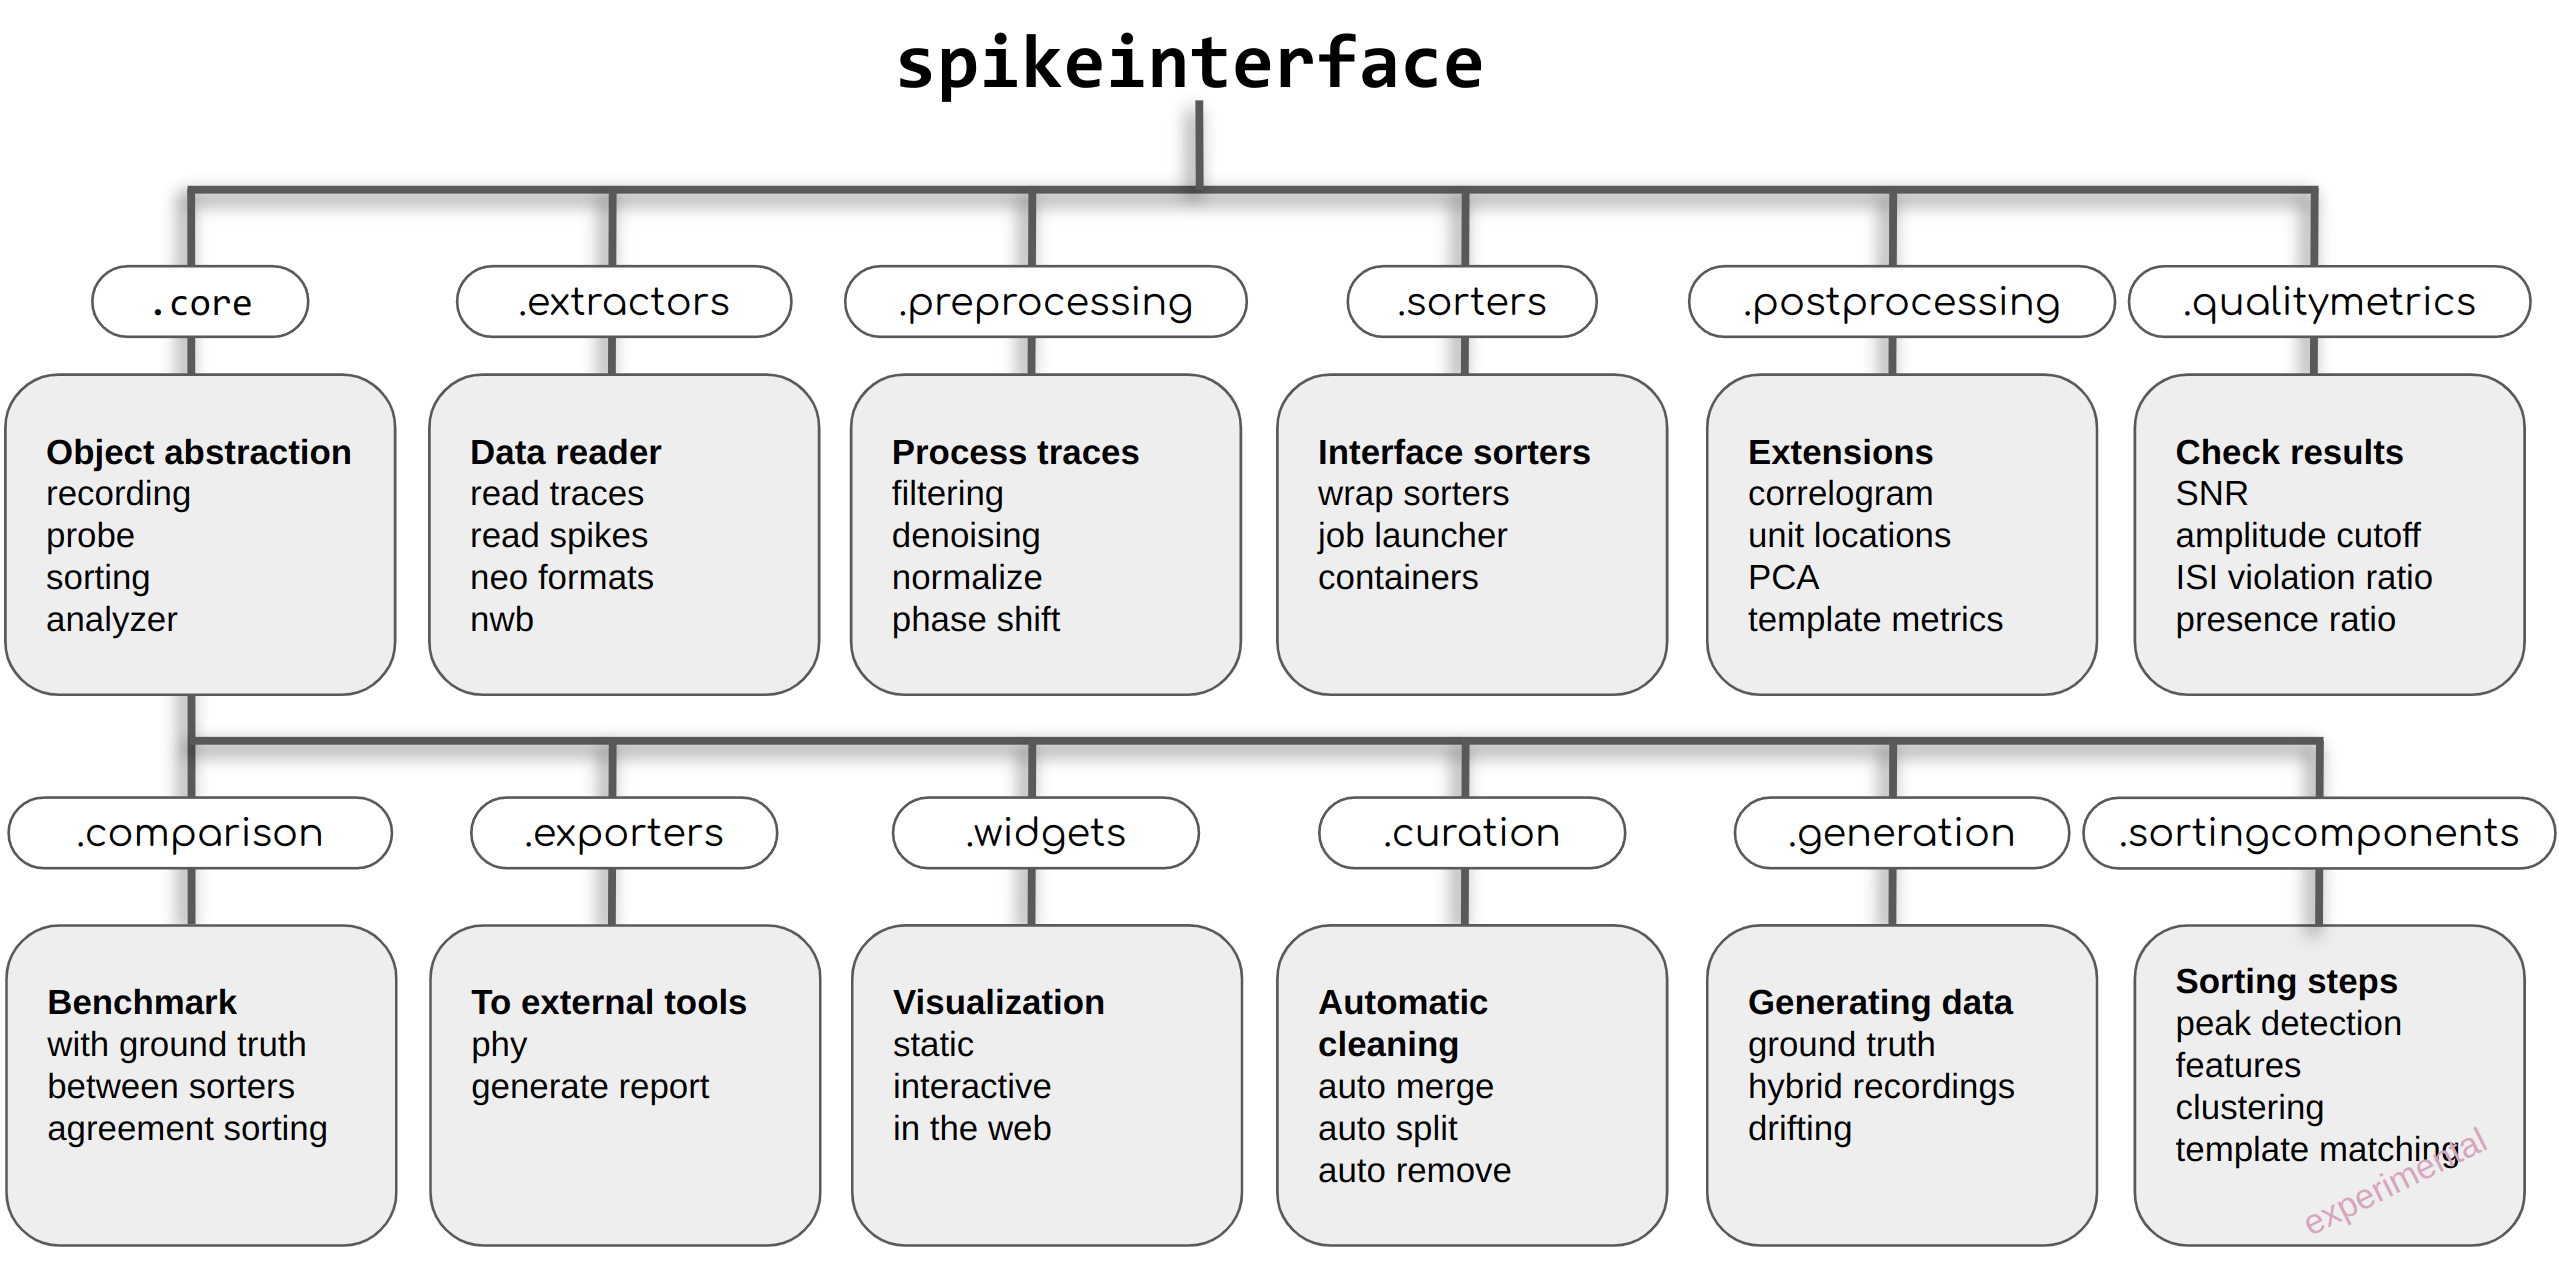 spikeinterface
.core
.extractors
.preprocessing
.sorters
.postprocessing
.qualitymetrics
Object abstraction
recording
probe
sorting
analyzer
Data reader
read traces
read spikes
neo formats
nwb
Process traces
filtering
denoising
normalize
phase shift
Interface sorters
wrap sorters
job launcher
containers
Extensions
correlogram
unit locations
PCA
template metrics
Check results
SNR
amplitude cutoff
ISI violation ratio
presence ratio
.comparison
.exporters
.widgets
.curation
.generation
.sortingcomponents
Benchmark
with ground truth
between sorters
agreement sorting
To external tools
phy
generate report
Visualization
static
interactive
in the web
Automatic
cleaning
auto merge
auto split
auto remove
Generating data
ground truth
hybrid recordings
drifting
Sorting steps
peak detection
features
clustering
template matching
experimental